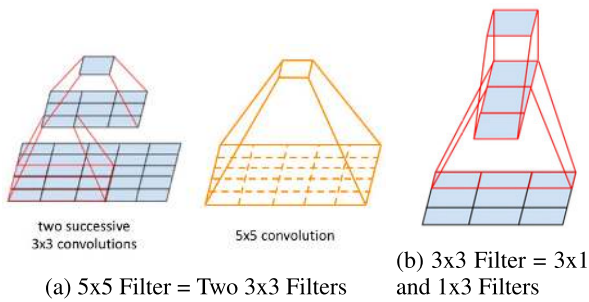 two successive
3x3 convolutions
5x5 convolution
(a) 5x5 Filter = Two 3x3 Filters
(b) 3x3 Filter = 3x1
and 1x3 Filters